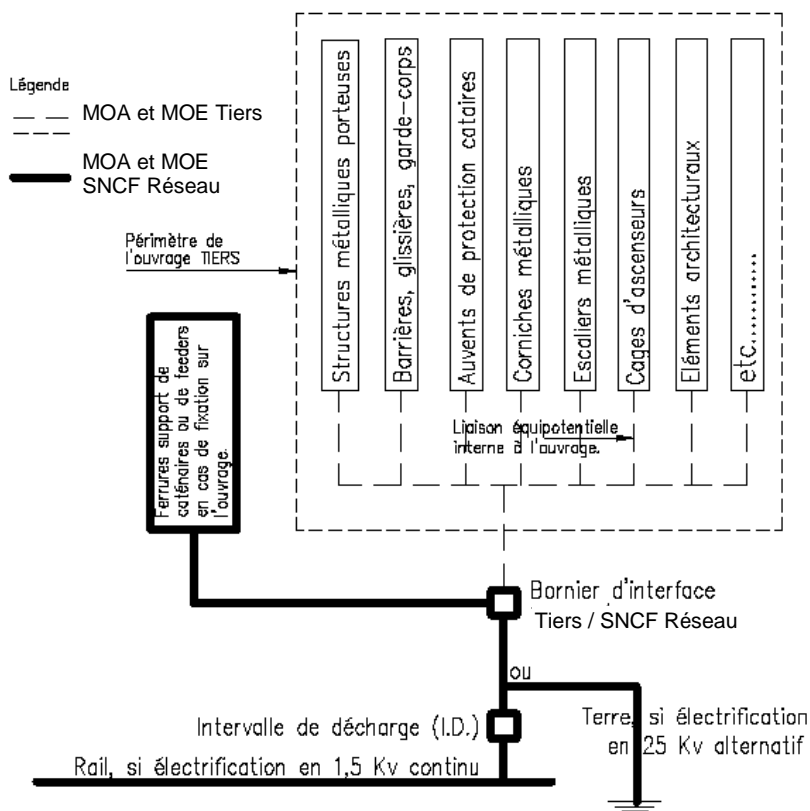 Légende
MOA et MOE Tiers
MOA et MOE
SNCF Réseau
Périmètre de
l'ouvrage TIERS
Structures métalliques porteuses
Barrières, glissières, garde-corps
Auvents de protection cataires
Corniches métalliques
Escaliers métalliques
Cages d'ascenseurs
Eléments architecturaux
etc............
Liaison équipotentielle
interne à l'ouvrage.
Ferrures support de
caténaires ou de feeders
en cas de fixation sur
l'ouvrage.
Bornier d'interface
Tiers / SNCF Réseau
ou
Intervalle de décharge (I.D.)
Terre, si électrification
en 25 Kv alternatif
Rail, si électrification en 1,5 Kv continu